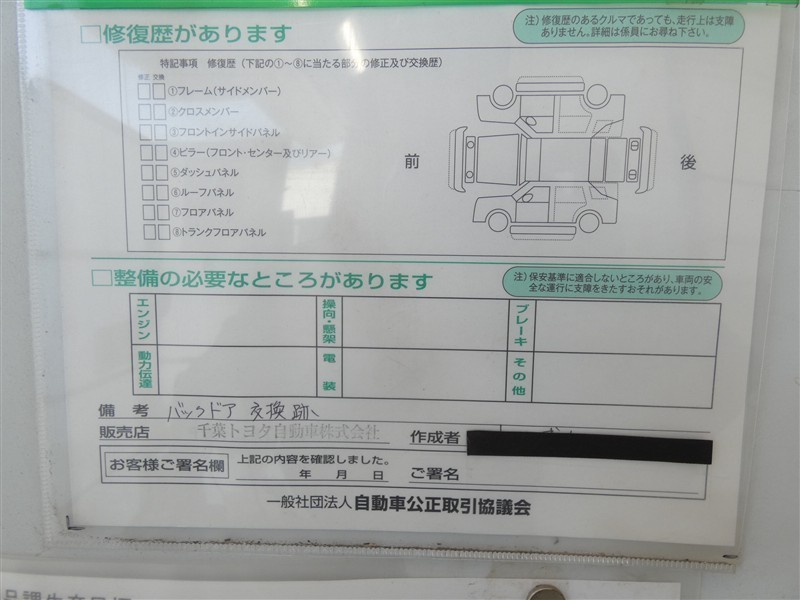 □修復歴があります
注）修復歴のあるクルマであっても、走行上は支障
ありません。詳細は係員にお尋ね下さい。
特記事項 修復歴（下記の①～⑧に当たる部分の修正及び交換歴）
修正 交換
①フレーム（サイドメンバー）
②クロスメンバー
③フロントインサイドパネル
④ピラー（フロント・センター及びリアー）
⑤ダッシュパネル
⑥ルーフパネル
⑦フロアパネル
⑧トランクフロアパネル
前
後
□整備の必要なところがあります
注）保安基準に適合しないところがあり、車両の安
全な運行に支障をきたすおそれがあります。
エンジン
操向・懸架
ブレーキ
動力伝達
電装
その他
備考 バックドア 交換跡、
販売店 千葉トヨタ自動車株式会社 作成者
お客様ご署名欄
上記の内容を確認しました。
年 月 日 ご署名
一般社団法人 自動車公正取引協議会